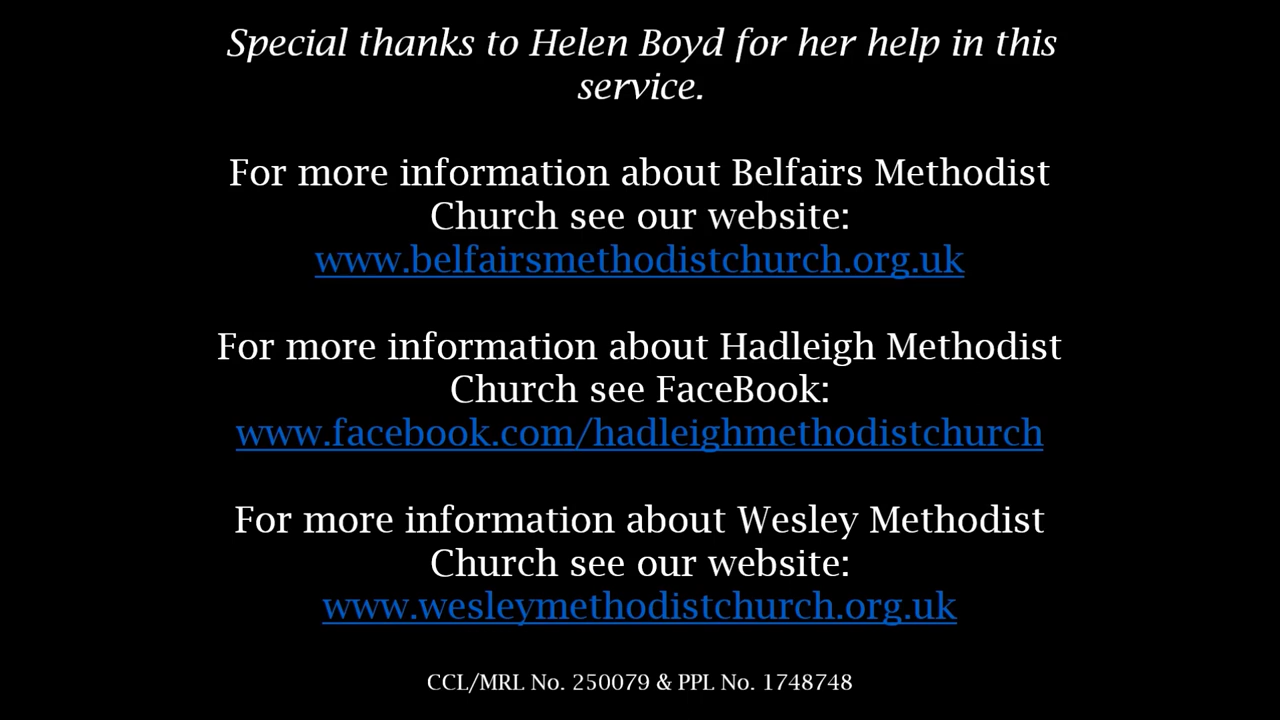 Special thanks to Helen Boyd for her help in this
service.
For more information about Belfairs Methodist
Church see our website:
www.belfairsmethodistchurch.org.uk
For more information about Hadleigh Methodist
Church see FaceBook:
www.facebook.com/hadleighmethodistchurch
For more information about Wesley Methodist
Church see our website:
www.wesleymethodistchurch.org.uk
CCL/MRL No. 250079 & PPL No. 1748748